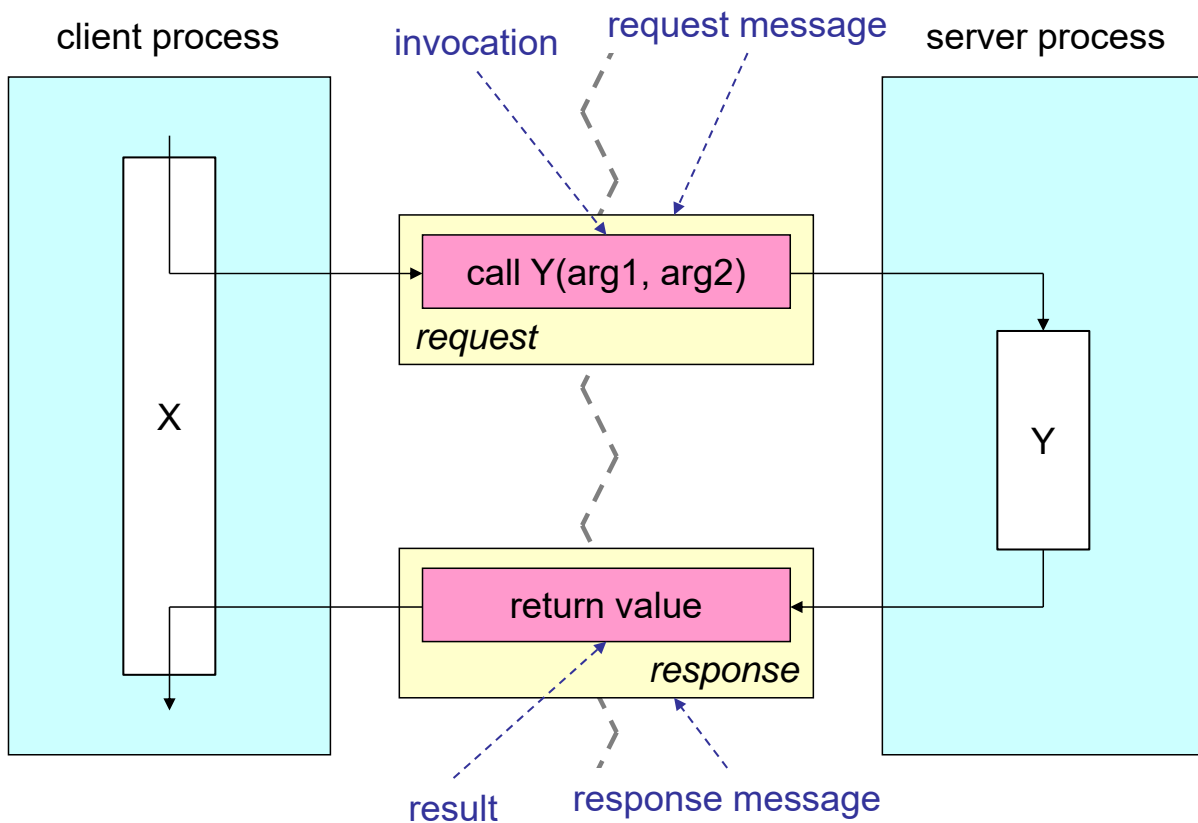 client process
invocation
request message
server process
call Y(arg1, arg2)
request
X
Y
return value
response
result
response message